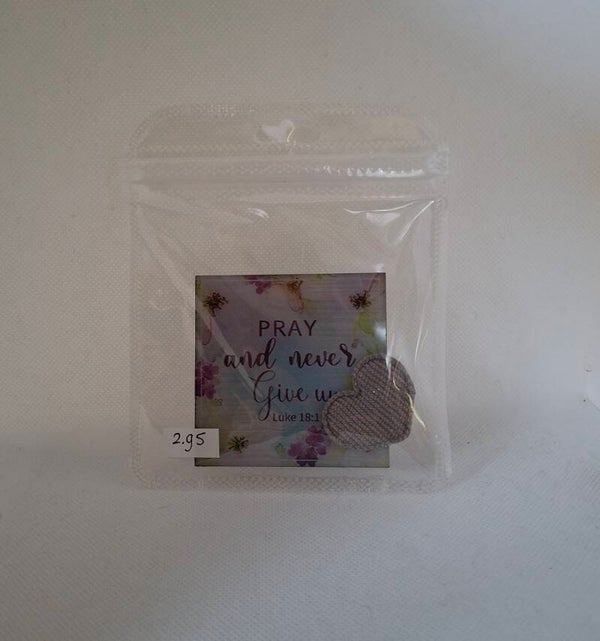 PRAY
and never
Give u
Luke 18:1
2.95